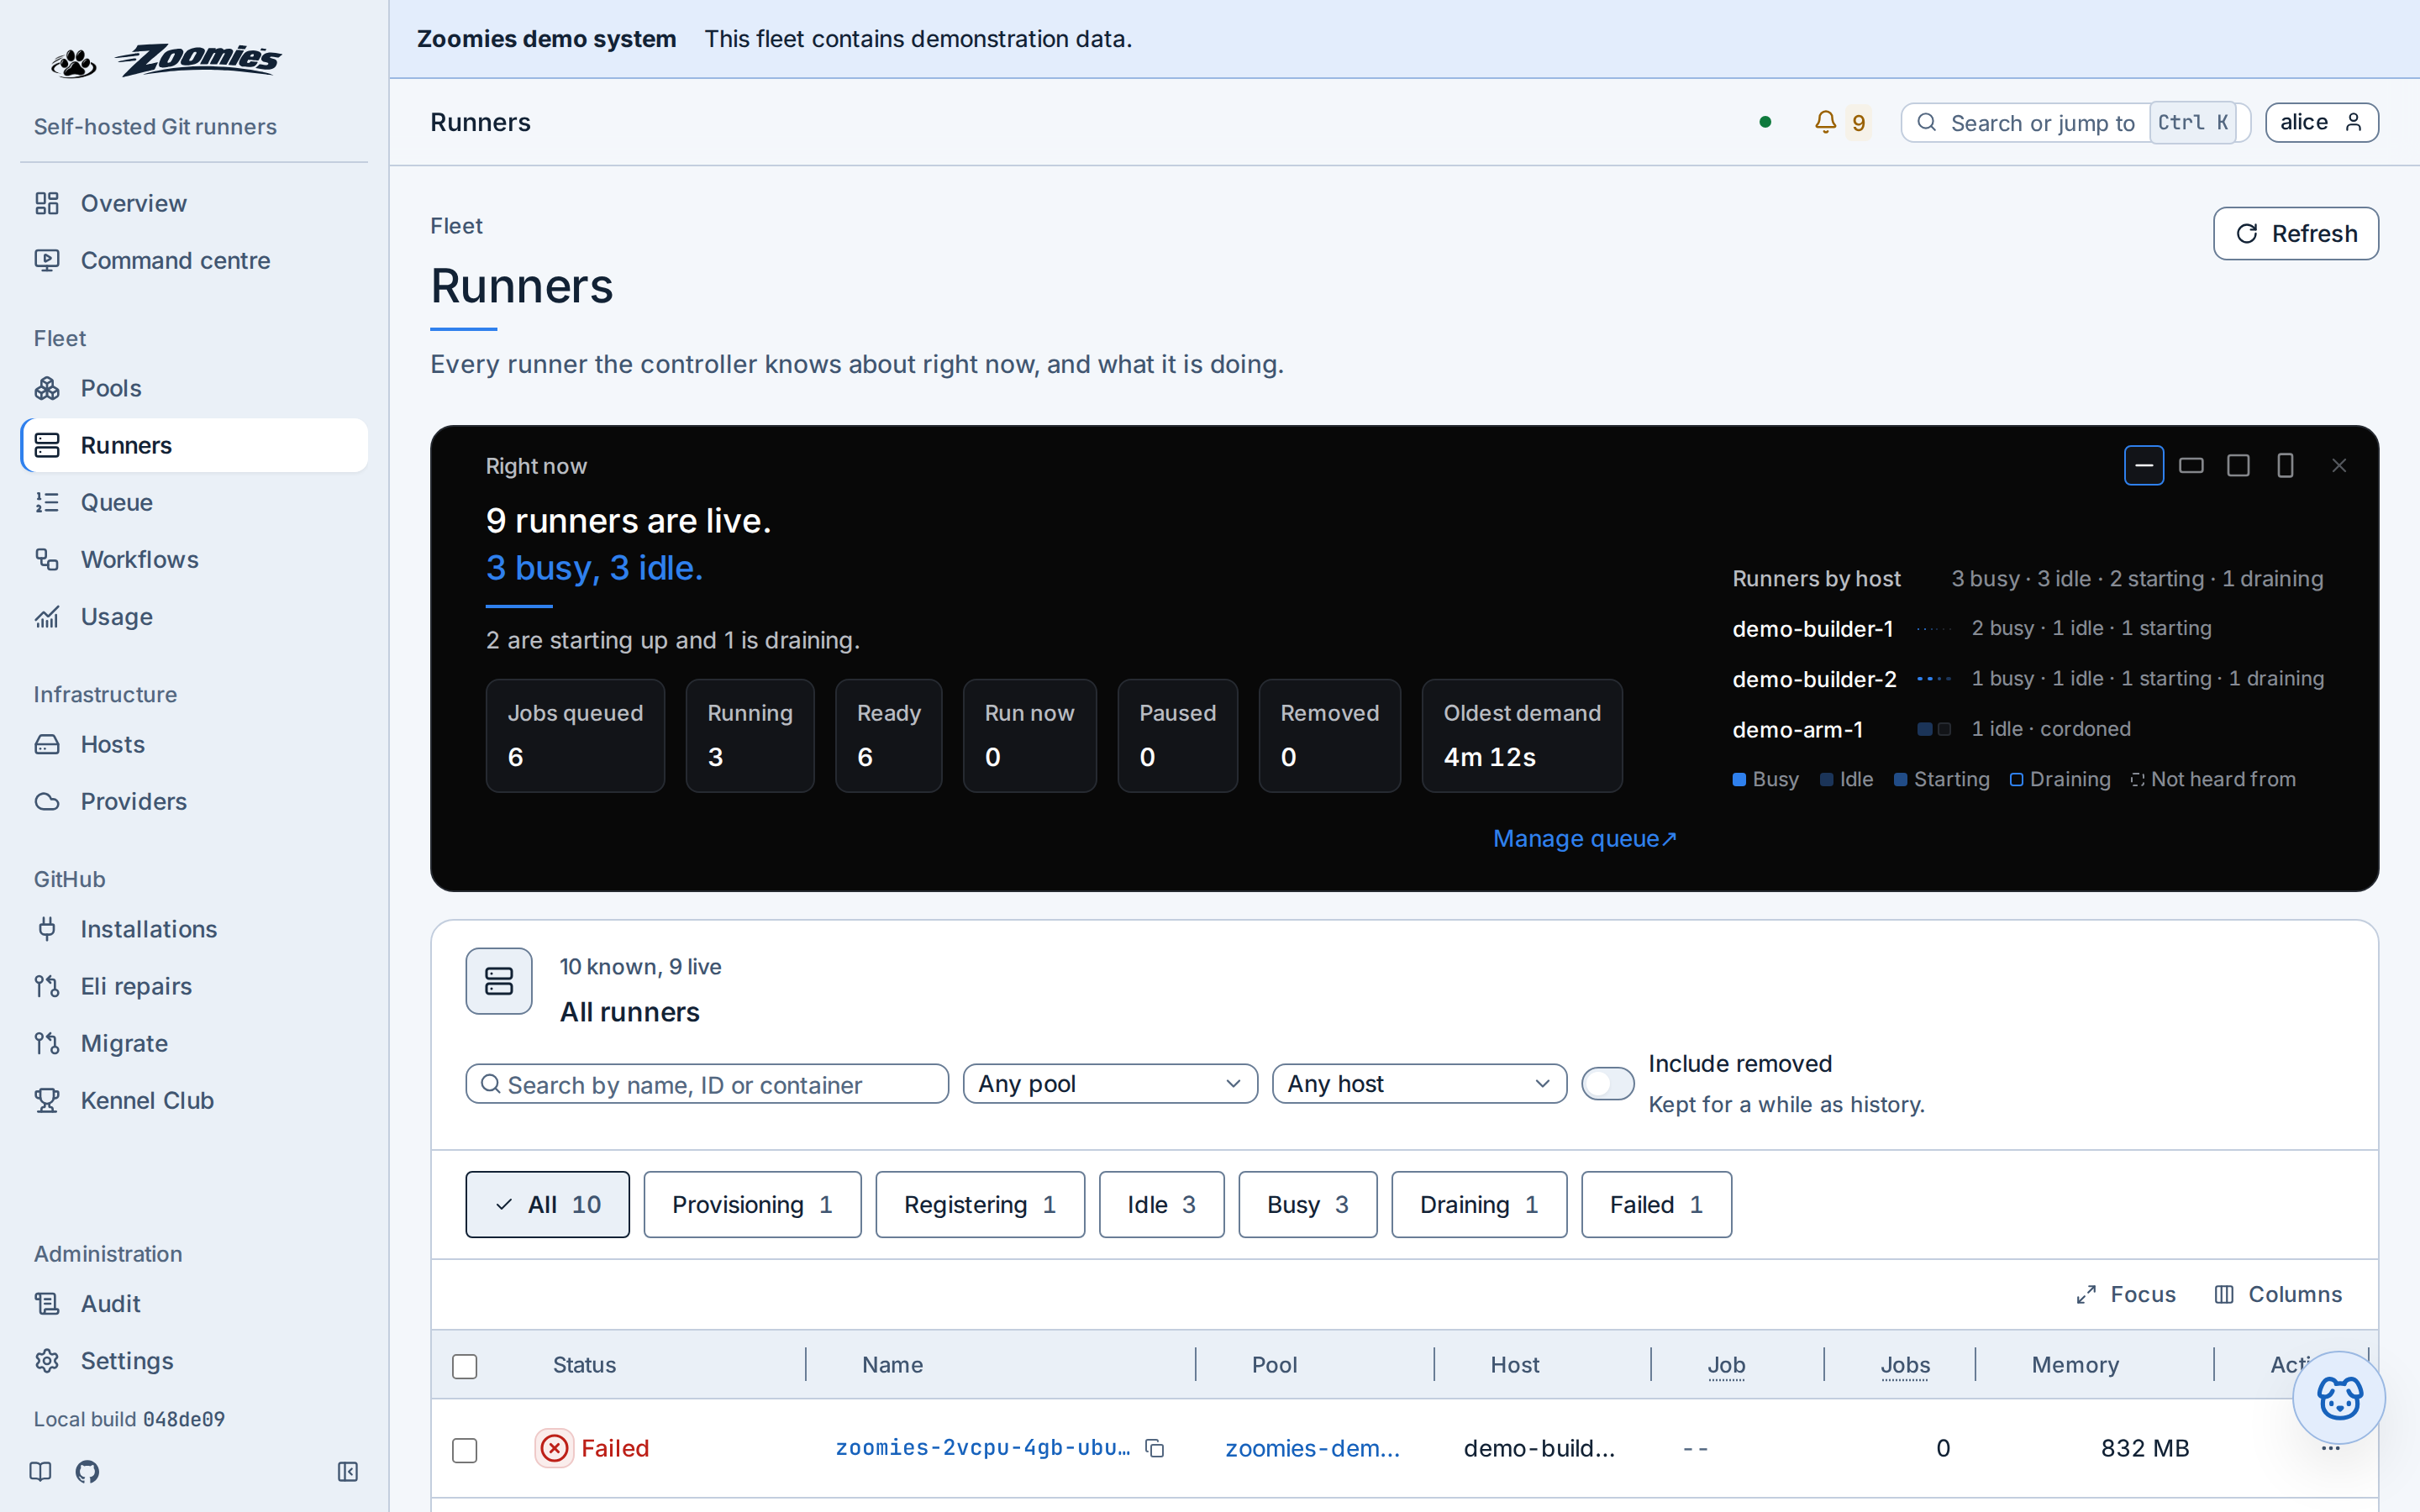 Zoomies
Self-hosted Git runners
Overview
Command centre
Fleet
Pools
Runners
Queue
Workflows
Usage
Infrastructure
Hosts
Providers
GitHub
Installations
Eli repairs
Migrate
Kennel Club
Administration
Audit
Settings
Local build 048de09
Zoomies demo system This fleet contains demonstration data.
Runners
9
Search or jump to Ctrl K
alice
Fleet
Runners
Refresh
Every runner the controller knows about right now, and what it is doing.
Right now
9 runners are live.
3 busy, 3 idle.
2 are starting up and 1 is draining.
Jobs queued 6
Running 3
Ready 6
Run now 0
Paused 0
Removed 0
Oldest demand 4m 12s
Manage queue↗
Runners by host 3 busy · 3 idle · 2 starting · 1 draining
demo-builder-1 2 busy · 1 idle · 1 starting
demo-builder-2 1 busy · 1 idle · 1 starting · 1 draining
demo-arm-1 1 idle · cordoned
Busy Idle Starting Draining Not heard from
10 known, 9 live
All runners
Search by name, ID or container
Any pool
Any host
Include removed
Kept for a while as history.
All 10
Provisioning 1
Registering 1
Idle 3
Busy 3
Draining 1
Failed 1
Focus
Columns
Status Name Pool Host Job Jobs Memory
Failed zoomies-2vcpu-4gb-ubu… zoomies-dem… demo-build… -- 0 832 MB